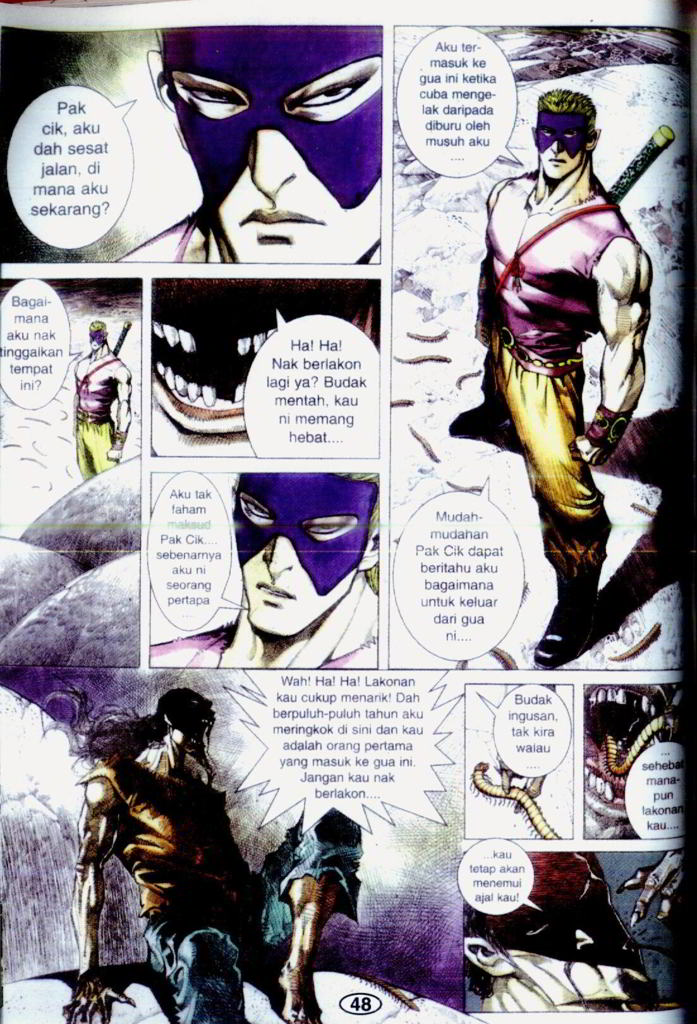 Pak
cik, aku
dah sesat
jalan, di
mana aku
sekarang?
Aku ter-
masuk ke
gua ini ketika
cuba menge-
lak daripada
diburu oleh
musuh aku
....
Bagai-
mana
aku nak
tinggalkan
tempat
ini?
Ha! Ha!
Nak berlakon
lagi ya? Budak
mentah, kau
ni memang
hebat....
Aku tak
faham
maksud
Pak Cik....
sebenarnya
aku ni
seorang
pertapa
....
Mudah-
mudahan
Pak Cik dapat
beritahu aku
bagaimana
untuk keluar
dari gua
ni....
Wah! Ha! Ha! Lakonan
kau cukup menarik! Dah
berpuluh-puluh tahun aku
meringkok di sini dan kau
adalah orang pertama
yang masuk ke gua ini.
Jangan kau nak
berlakon....
Budak
ingusan,
tak kira
walau
....
sehebat
mana-
pun
lakonan
kau....
...kau
tetap akan
menemui
ajal kau!
48